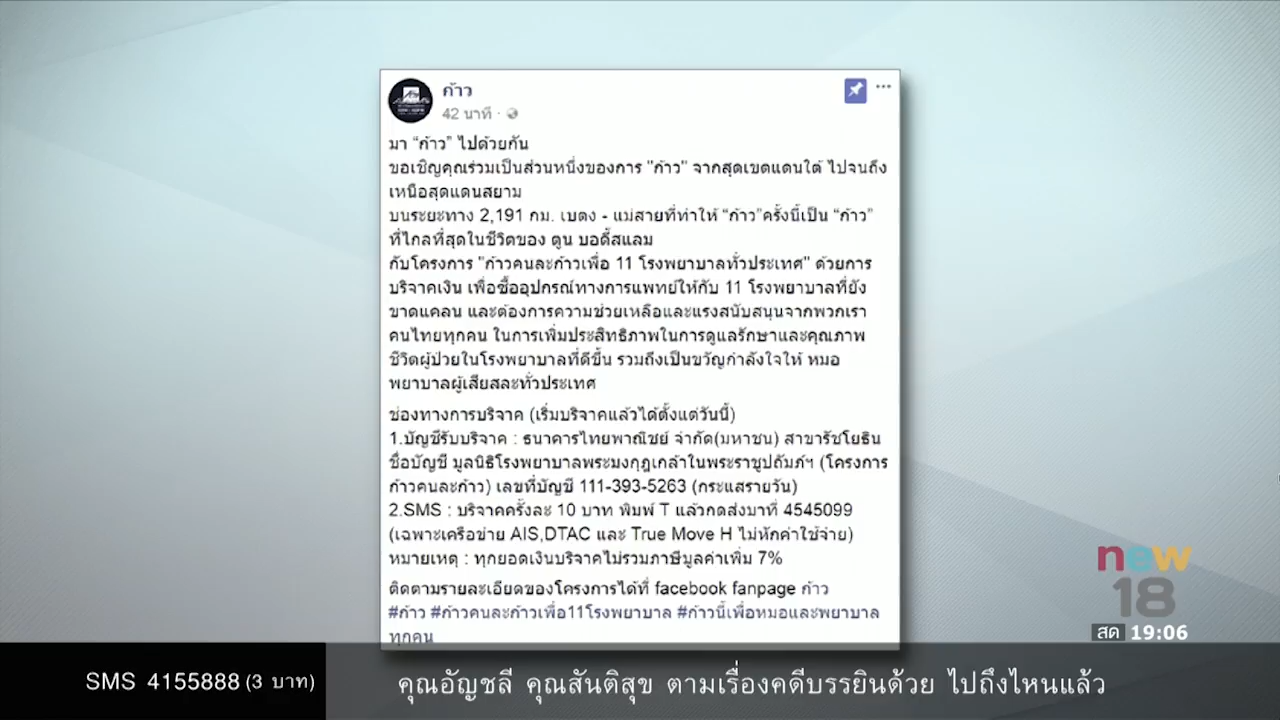 ก้าว
42 นาที ·
มา “ก้าว” ไปด้วยกัน
ขอเชิญคุณร่วมเป็นส่วนหนึ่งของการ "ก้าว" จากสุดเขตแดนใต้ ไปจนถึง
เหนือสุดแดนสยาม
บนระยะทาง 2,191 กม. เบตง - แม่สายที่ทำให้ “ก้าว”ครั้งนี้เป็น “ก้าว”
ที่ไกลที่สุดในชีวิตของ ตูน บอดี้สแลม
กับโครงการ "ก้าวคนละก้าวเพื่อ 11 โรงพยาบาลทั่วประเทศ" ด้วยการ
บริจาคเงิน เพื่อซื้ออุปกรณ์ทางการแพทย์ให้กับ 11 โรงพยาบาลที่ยัง
ขาดแคลน และต้องการความช่วยเหลือและแรงสนับสนุนจากพวกเรา
คนไทยทุกคน ในการเพิ่มประสิทธิภาพในการดูแลรักษาและคุณภาพ
ชีวิตผู้ป่วยในโรงพยาบาลที่ดีขึ้น รวมถึงเป็นขวัญกำลังใจให้ หมอ
พยาบาลผู้เสียสละทั่วประเทศ
ช่องทางการบริจาค (เริ่มบริจาคแล้วได้ตั้งแต่วันนี้)
1.บัญชีรับบริจาค : ธนาคารไทยพาณิชย์ จำกัด(มหาชน) สาขารัชโยธิน
ชื่อบัญชี มูลนิธิโรงพยาบาลพระมงกุฎเกล้าในพระราชูปถัมภ์ฯ (โครงการ
ก้าวคนละก้าว) เลขที่บัญชี 111-393-5263 (กระแสรายวัน)
2.SMS : บริจาคครั้งละ 10 บาท พิมพ์ T แล้วกดส่งมาที่ 4545099
(เฉพาะเครือข่าย AIS,DTAC และ True Move H ไม่หักค่าใช้จ่าย)
หมายเหตุ : ทุกยอดเงินบริจาคไม่รวมภาษีมูลค่าเพิ่ม 7%
ติดตามรายละเอียดของโครงการได้ที่ facebook fanpage ก้าว
#ก้าว #ก้าวคนละก้าวเพื่อ11โรงพยาบาล #ก้าวนี้เพื่อหมอและพยาบาล
ทุกคน
new
18
สด 19:06
SMS 4155888 (3 บาท)
คุณอัญชลี คุณสันติสุข ตามเรื่องคดีบรรยินด้วย ไปถึงไหนแล้ว